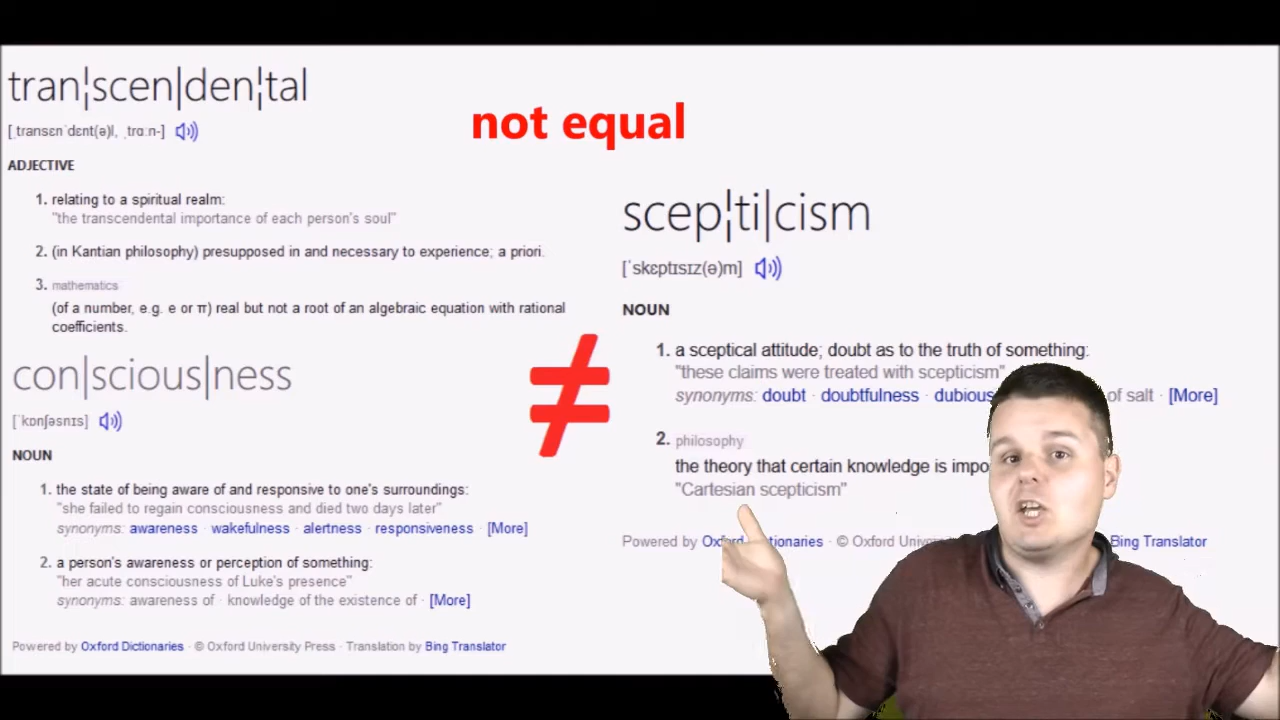 tran¦scen|den¦tal
[ˌtransɛnˈdɛnt(ə)l, ˌtrɑːn-]
ADJECTIVE
1. relating to a spiritual realm:
"the transcendental importance of each person's soul"
2. (in Kantian philosophy) presupposed in and necessary to experience; a priori.
3. mathematics
(of a number, e.g. e or π) real but not a root of an algebraic equation with rational
coefficients.
con|scious|ness
[ˈkɒnʃəsnɪs]
NOUN
1. the state of being aware of and responsive to one's surroundings:
"she failed to regain consciousness and died two days later"
synonyms: awareness · wakefulness · alertness · responsiveness · [More]
2. a person's awareness or perception of something:
"her acute consciousness of Luke's presence"
synonyms: awareness of · knowledge of the existence of · [More]
Powered by Oxford Dictionaries · © Oxford University Press · Translation by Bing Translator
not equal
≠
scep¦ti|cism
[ˈskɛptɪsɪz(ə)m]
NOUN
1. a sceptical attitude; doubt as to the truth of something:
"these claims were treated with scepticism"
synonyms: doubt · doubtfulness · of salt · [More]
2. philosophy
the theory that certain knowledge is
"Cartesian scepticism"
Powered by · © Oxford Bing Translator